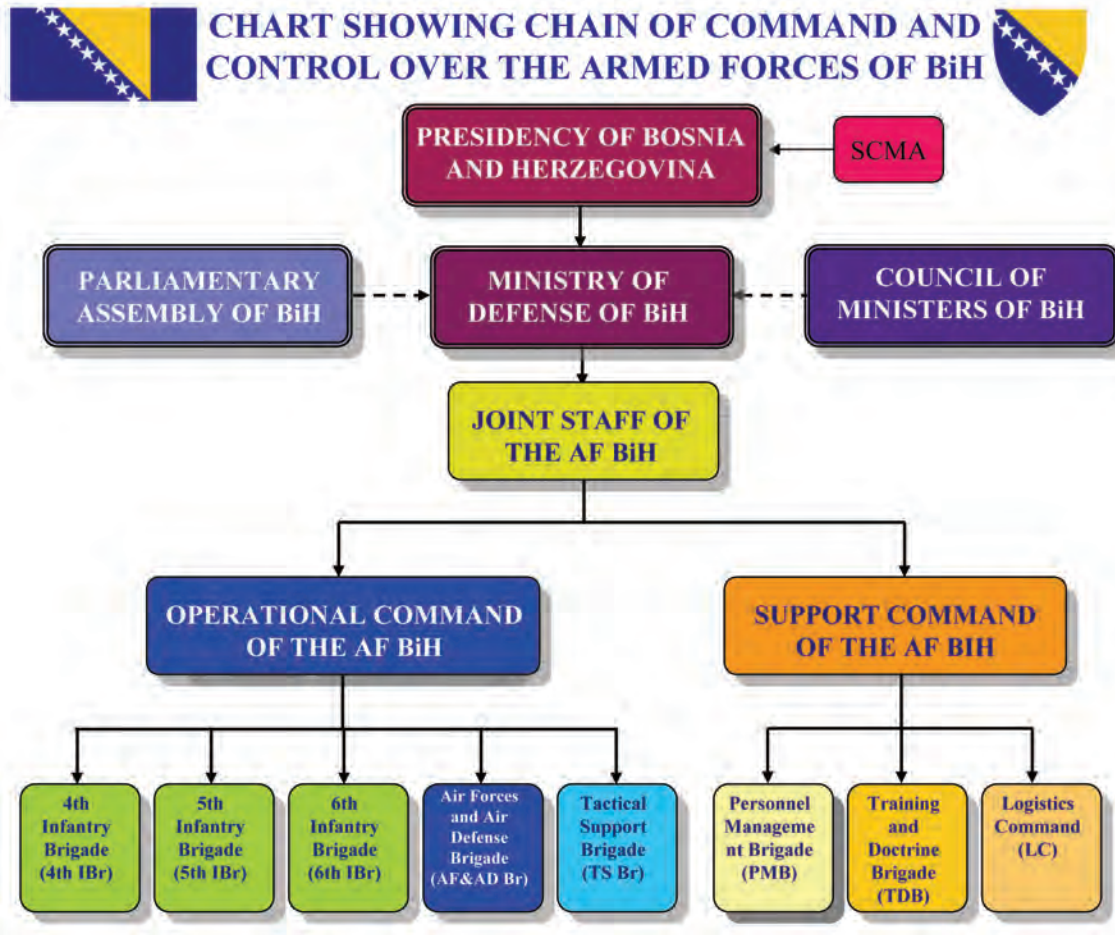 CHART SHOWING CHAIN OF COMMAND AND
CONTROL OVER THE ARMED FORCES OF BiH
PRESIDENCY OF BOSNIA
AND HERZEGOVINA
SCMA
PARLIAMENTARY
ASSEMBLY OF BiH
MINISTRY OF
DEFENSE OF BiH
COUNCIL OF
MINISTERS OF BiH
JOINT STAFF OF
THE AF BiH
OPERATIONAL COMMAND
OF THE AF BiH
SUPPORT COMMAND
OF THE AF BIH
4th
Infantry
Brigade
(4th IBr)
5th
Infantry
Brigade
(5th IBr)
6th
Infantry
Brigade
(6th IBr)
Air Forces
and Air
Defense
Brigade
(AF&AD Br)
Tactical
Support
Brigade
(TS Br)
Personnel
Manageme
nt Brigade
(PMB)
Training
and
Doctrine
Brigade
(TDB)
Logistics
Command
(LC)